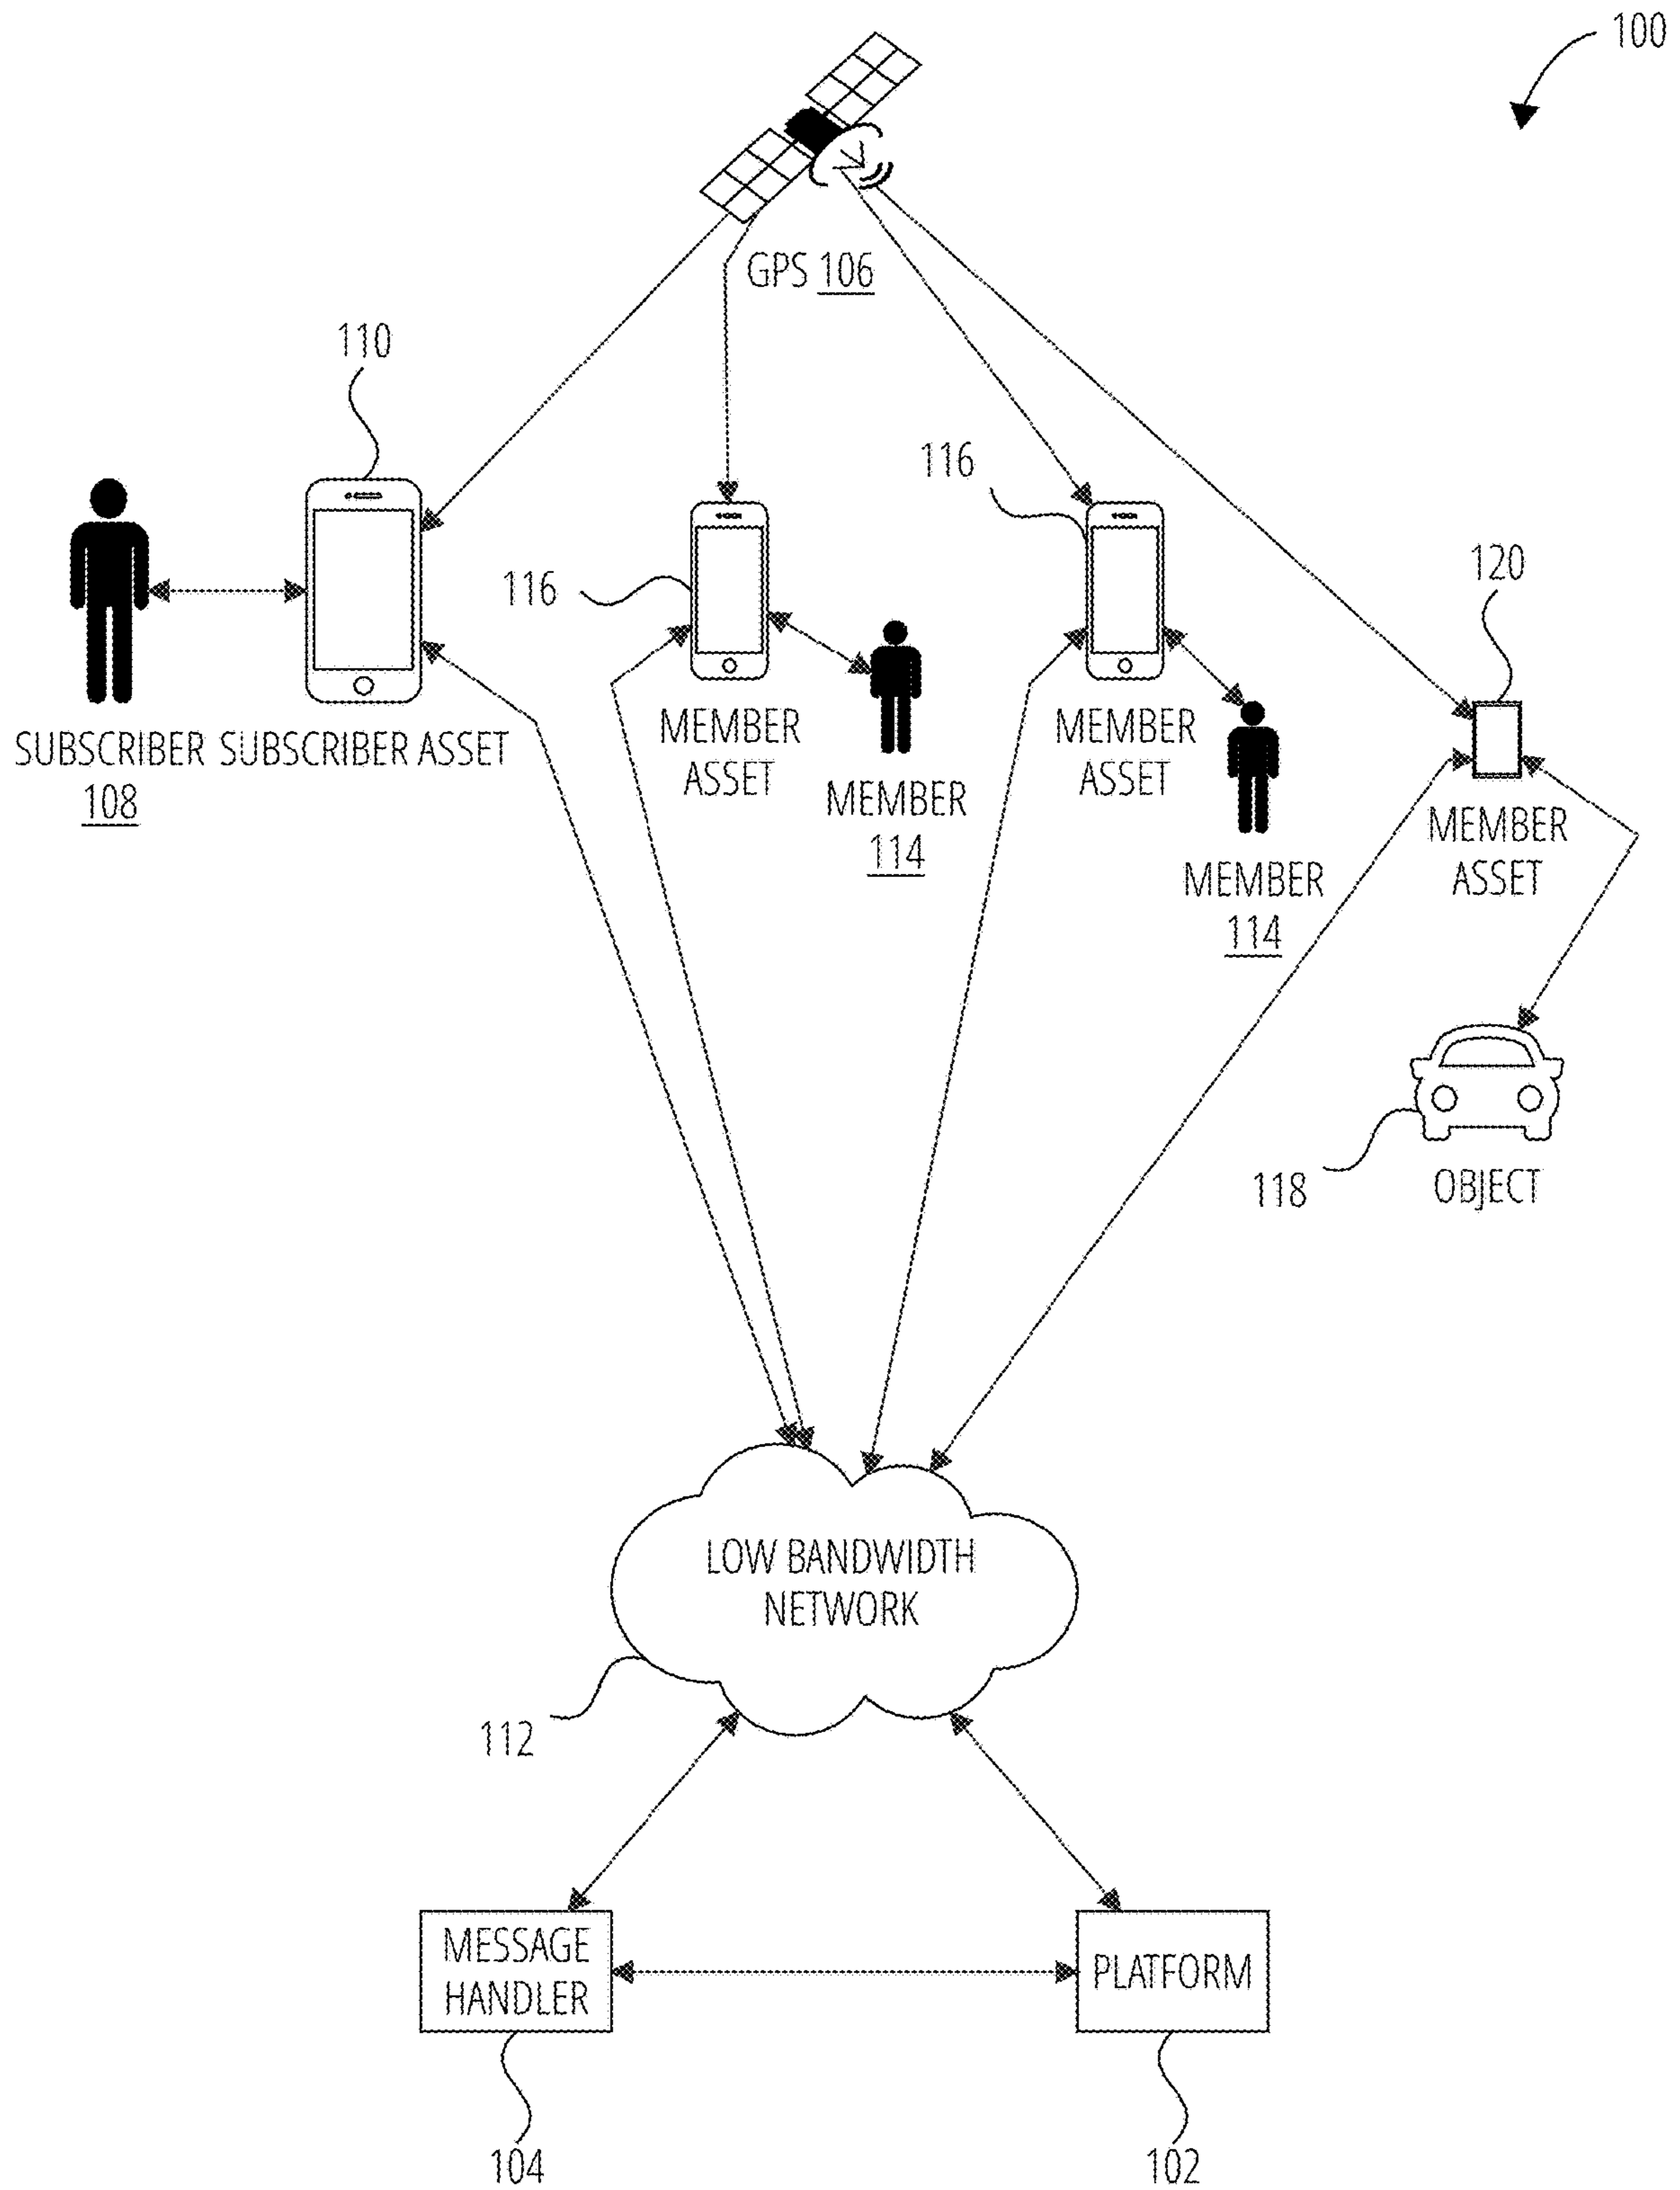 100
GPS 106
110
116
116
120
SUBSCRIBER
108
SUBSCRIBER ASSET
MEMBER
ASSET
MEMBER
114
MEMBER
ASSET
MEMBER
114
MEMBER
ASSET
118
OBJECT
LOW BANDWIDTH
NETWORK
112
MESSAGE
HANDLER
PLATFORM
104
102